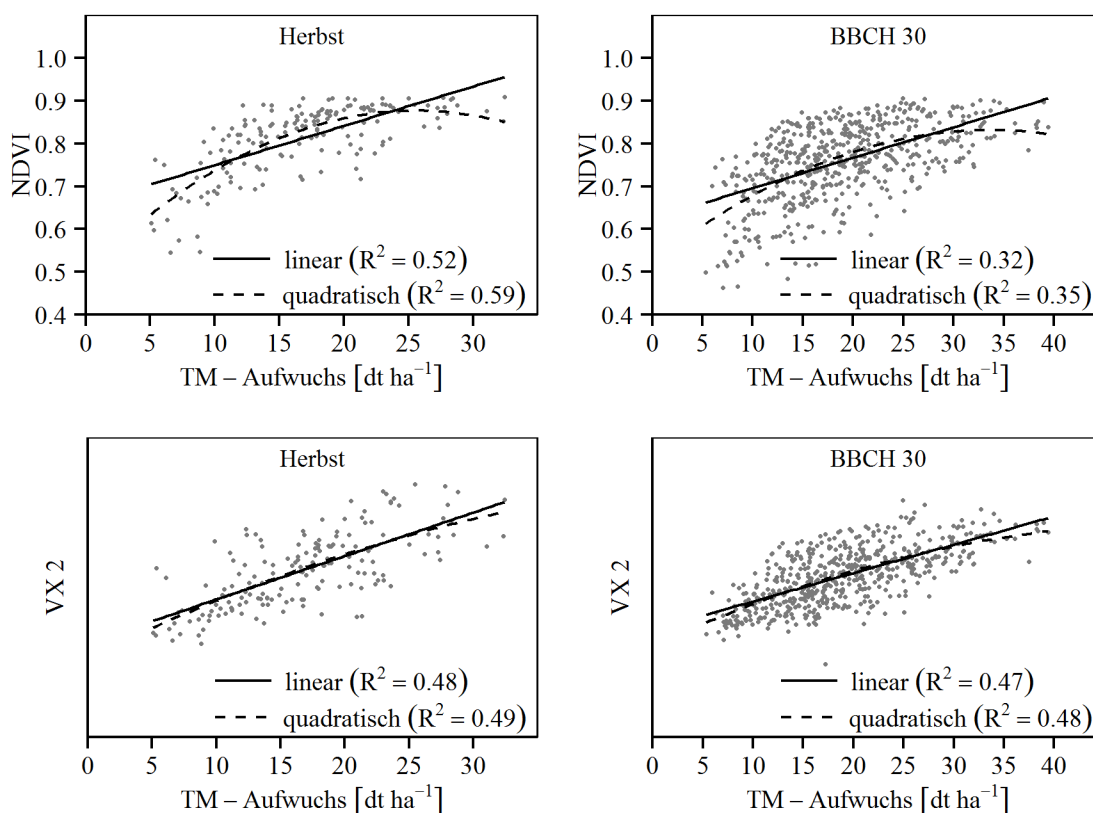 Herbst
1.0
0.9
0.8
0.7
0.6
0.5
0.4
NDVI
linear (R² = 0.52)
quadratisch (R² = 0.59)
0 5 10 15 20 25 30
TM – Aufwuchs [dt ha⁻¹]
BBCH 30
1.0
0.9
0.8
0.7
0.6
0.5
0.4
NDVI
linear (R² = 0.32)
quadratisch (R² = 0.35)
0 5 10 15 20 25 30 35 40
TM – Aufwuchs [dt ha⁻¹]
Herbst
VX 2
linear (R² = 0.48)
quadratisch (R² = 0.49)
0 5 10 15 20 25 30
TM – Aufwuchs [dt ha⁻¹]
BBCH 30
VX 2
linear (R² = 0.47)
quadratisch (R² = 0.48)
0 5 10 15 20 25 30 35 40
TM – Aufwuchs [dt ha⁻¹]